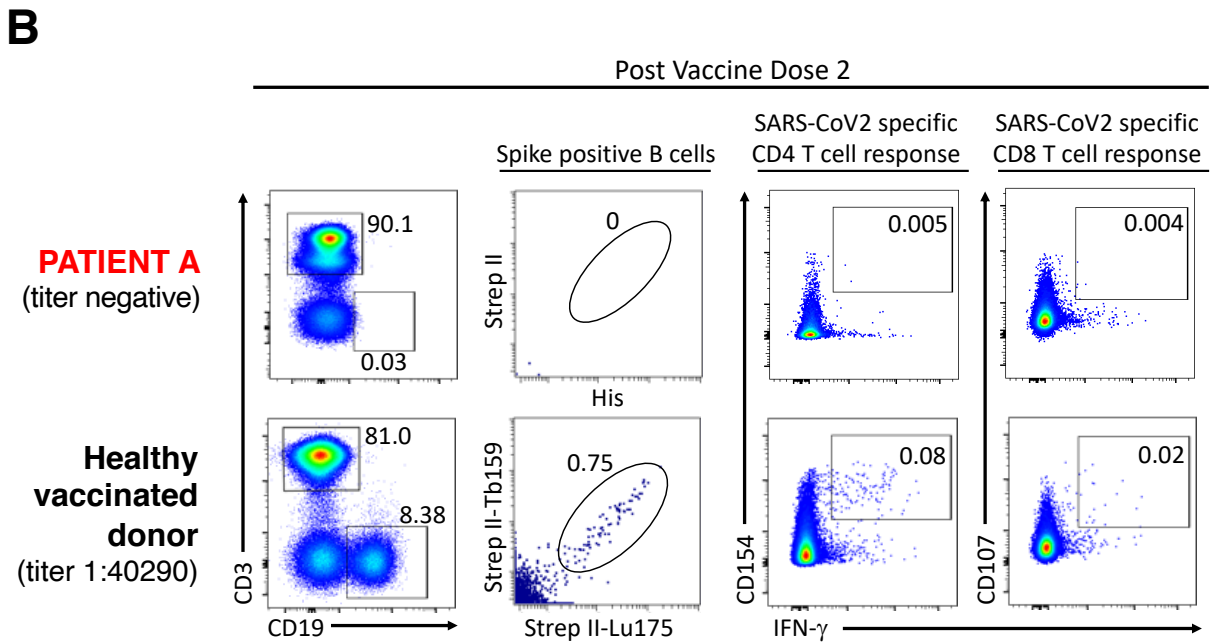 B
Post Vaccine Dose 2
Spike positive B cells
SARS-CoV2 specific
CD4 T cell response
SARS-CoV2 specific
CD8 T cell response
PATIENT A
(titer negative)
90.1
0.03
Strep II
0
His
0.005
0.004
Healthy
vaccinated
donor
(titer 1:40290)
CD3
81.0
8.38
CD19
Strep II-Tb159
0.75
Strep II-Lu175
CD154
0.08
IFN-γ
CD107
0.02